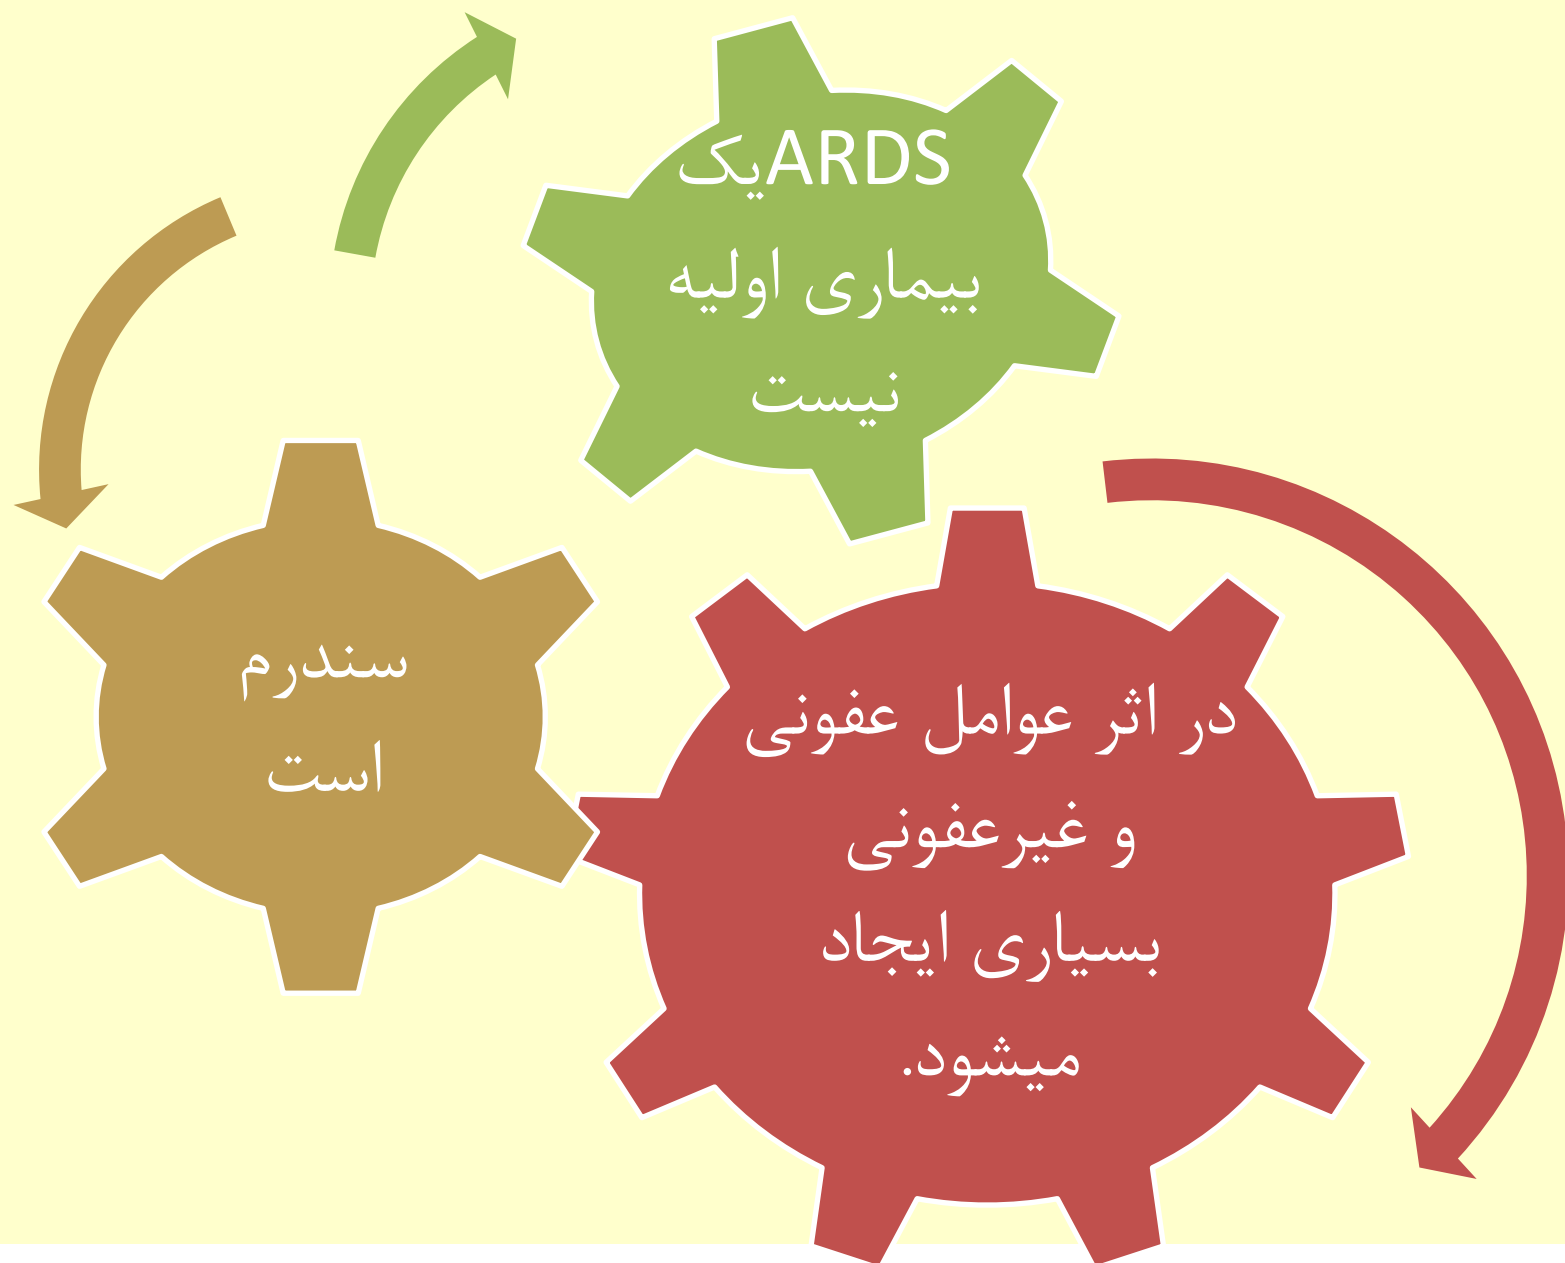 ARDSیک
بیماری اولیه
نیست
سندرم
است
در اثر عوامل عفونی
و غیرعفونی
بسیاری ایجاد
میشود.